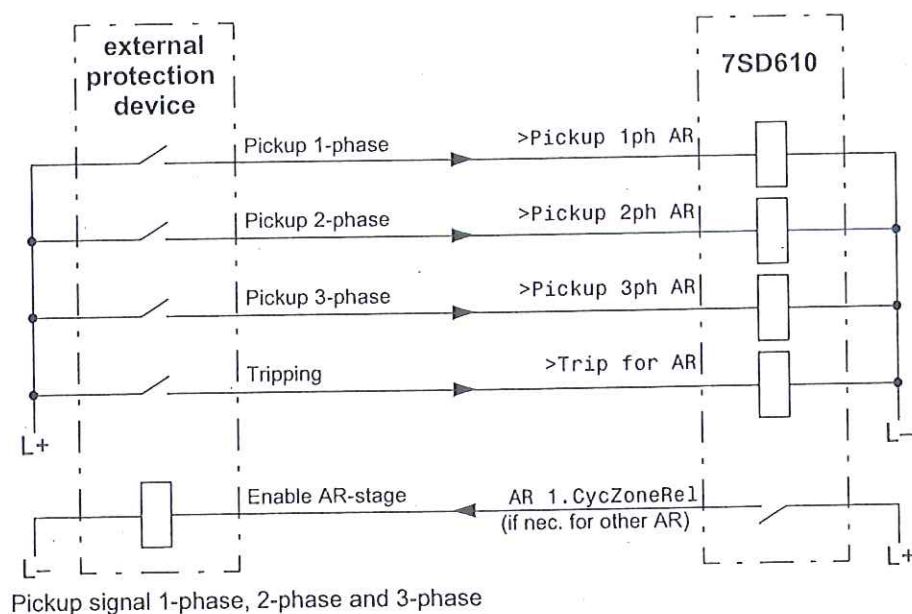 external
protection
device
7SD610
Pickup 1-phase
>Pickup 1ph AR
Pickup 2-phase
>Pickup 2ph AR
Pickup 3-phase
>Pickup 3ph AR
Tripping
>Trip for AR
L+
L−
Enable AR-stage
AR 1.CycZoneRel
(if nec. for other AR)
L−
L+
Pickup signal 1-phase, 2-phase and 3-phase